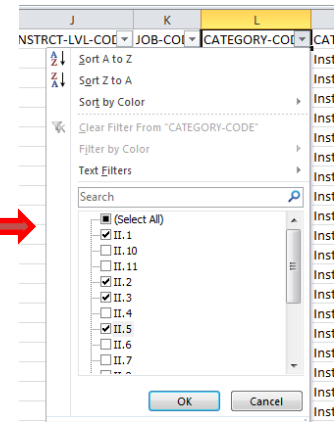 J K L
NSTRCT-LVL-COD JOB-COD CATEGORY-COD CAT
Sort A to Z Inst
Sort Z to A Inst
Sort by Color Inst
Inst
Clear Filter From "CATEGORY-CODE" Inst
Filter by Color Inst
Text Filters Inst
Search Inst
(Select All) Inst
II.1 Inst
II.10 Inst
II.11 Inst
II.2 Inst
II.3 Inst
II.4 Inst
II.5 Inst
II.6 Inst
II.7 Inst
OK Cancel Inst